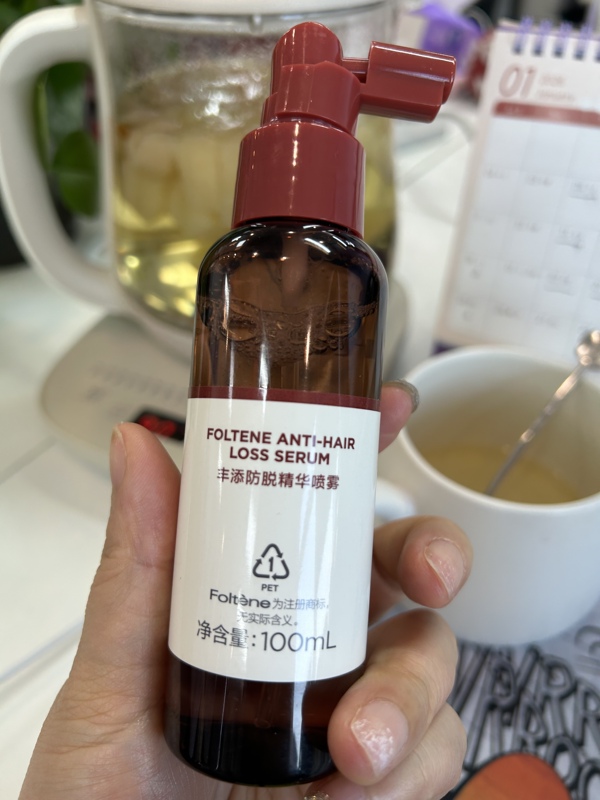 01
FOLTENE ANTI-HAIR
LOSS SERUM
丰添防脱精华喷雾
1
PET
Foltène为注册商标,
无实际含义。
净含量:100mL